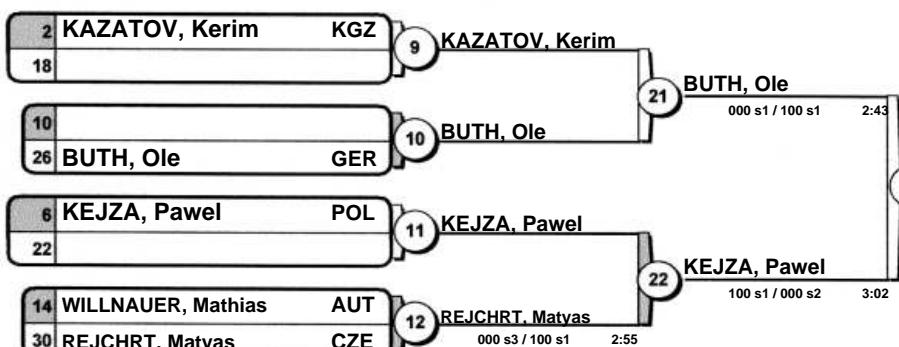 2 KAZATOV, Kerim KGZ
18
9 KAZATOV, Kerim
21 BUTH, Ole
000 s1 / 100 s1 2:43
10
26 BUTH, Ole GER
10 BUTH, Ole
6 KEJZA, Pawel POL
22
11 KEJZA, Pawel
22 KEJZA, Pawel
100 s1 / 000 s2 3:02
14 WILLNAUER, Mathias AUT
30 REJCHRT, Matyas CZE
12 REJCHRT, Matyas
000 s3 / 100 s1 2:55